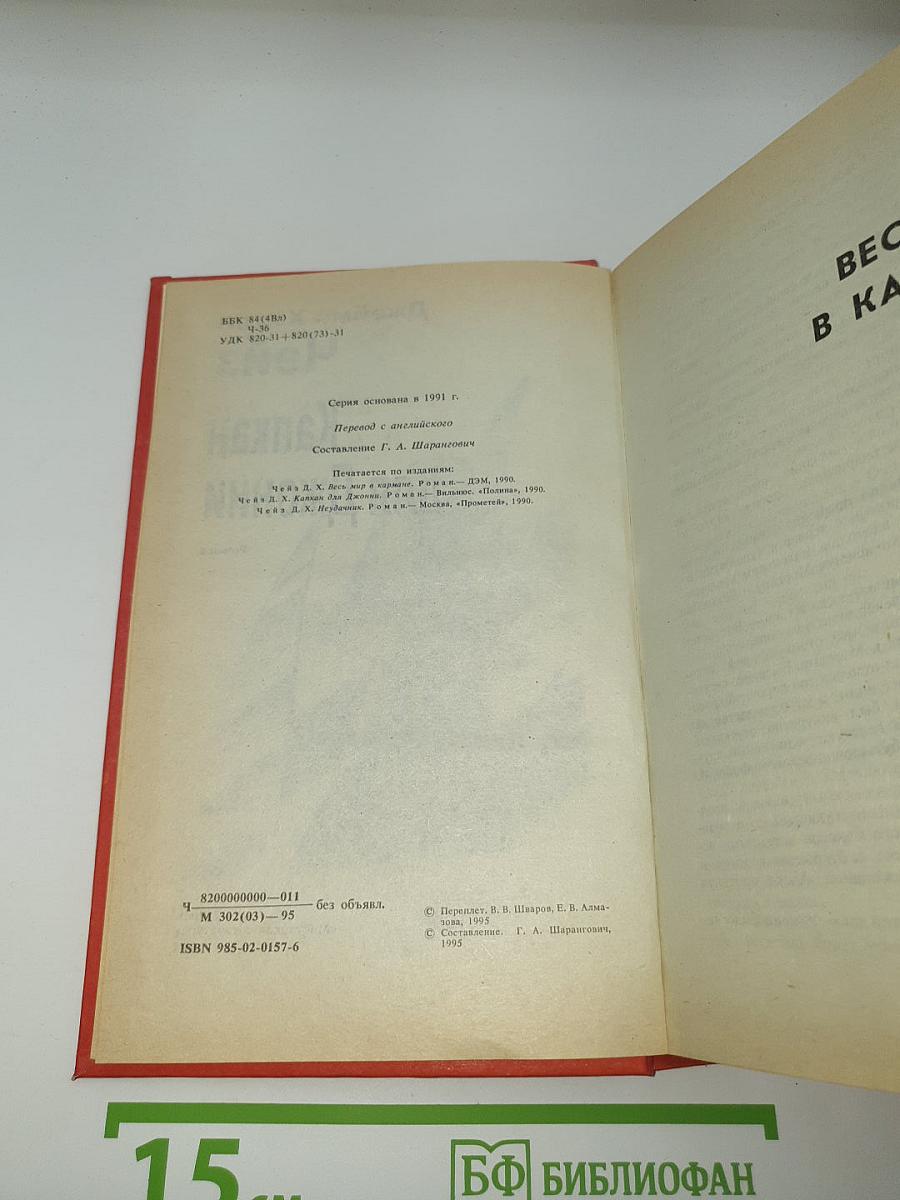 ББК 84(4Вл)
Ч-36
УДК 820-31+820(73)-31
Серия основана в 1991 г.
Перевод с английского
Составление Г. А. Шарангович
Печатается по изданиям:
Чейз Д. Х. Весь мир в кармане. Роман.— ДЭМ, 1990.
Чейз Д. Х. Капкан для Джонни. Роман.— Вильнюс. «Полина», 1990.
Чейз Д. Х. Неудачник. Роман.— Москва, «Прометей», 1990.
Ч 8200000000—011 без объявл.
М 302(03)—95
ISBN 985-02-0157-6
© Переплет. В. В. Шваров, Е. В. Алма-
зова, 1995
© Составление. Г. А. Шарангович,
1995
ВЕС
В КА
15 см
БФ БИБЛИОФАН